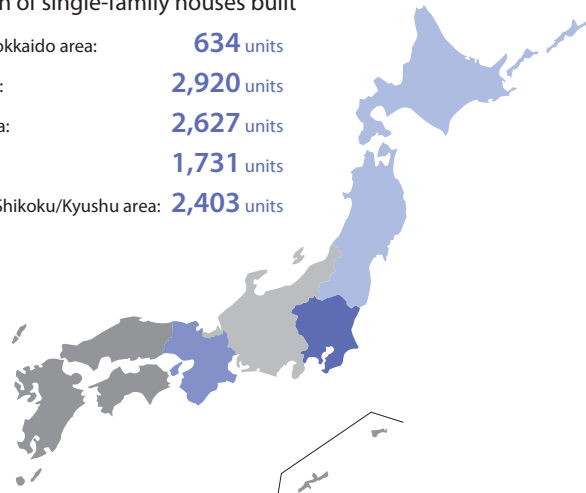 n of single-family houses built
okkaido area: 634 units
: 2,920 units
a: 2,627 units
1,731 units
Shikoku/Kyushu area: 2,403 units